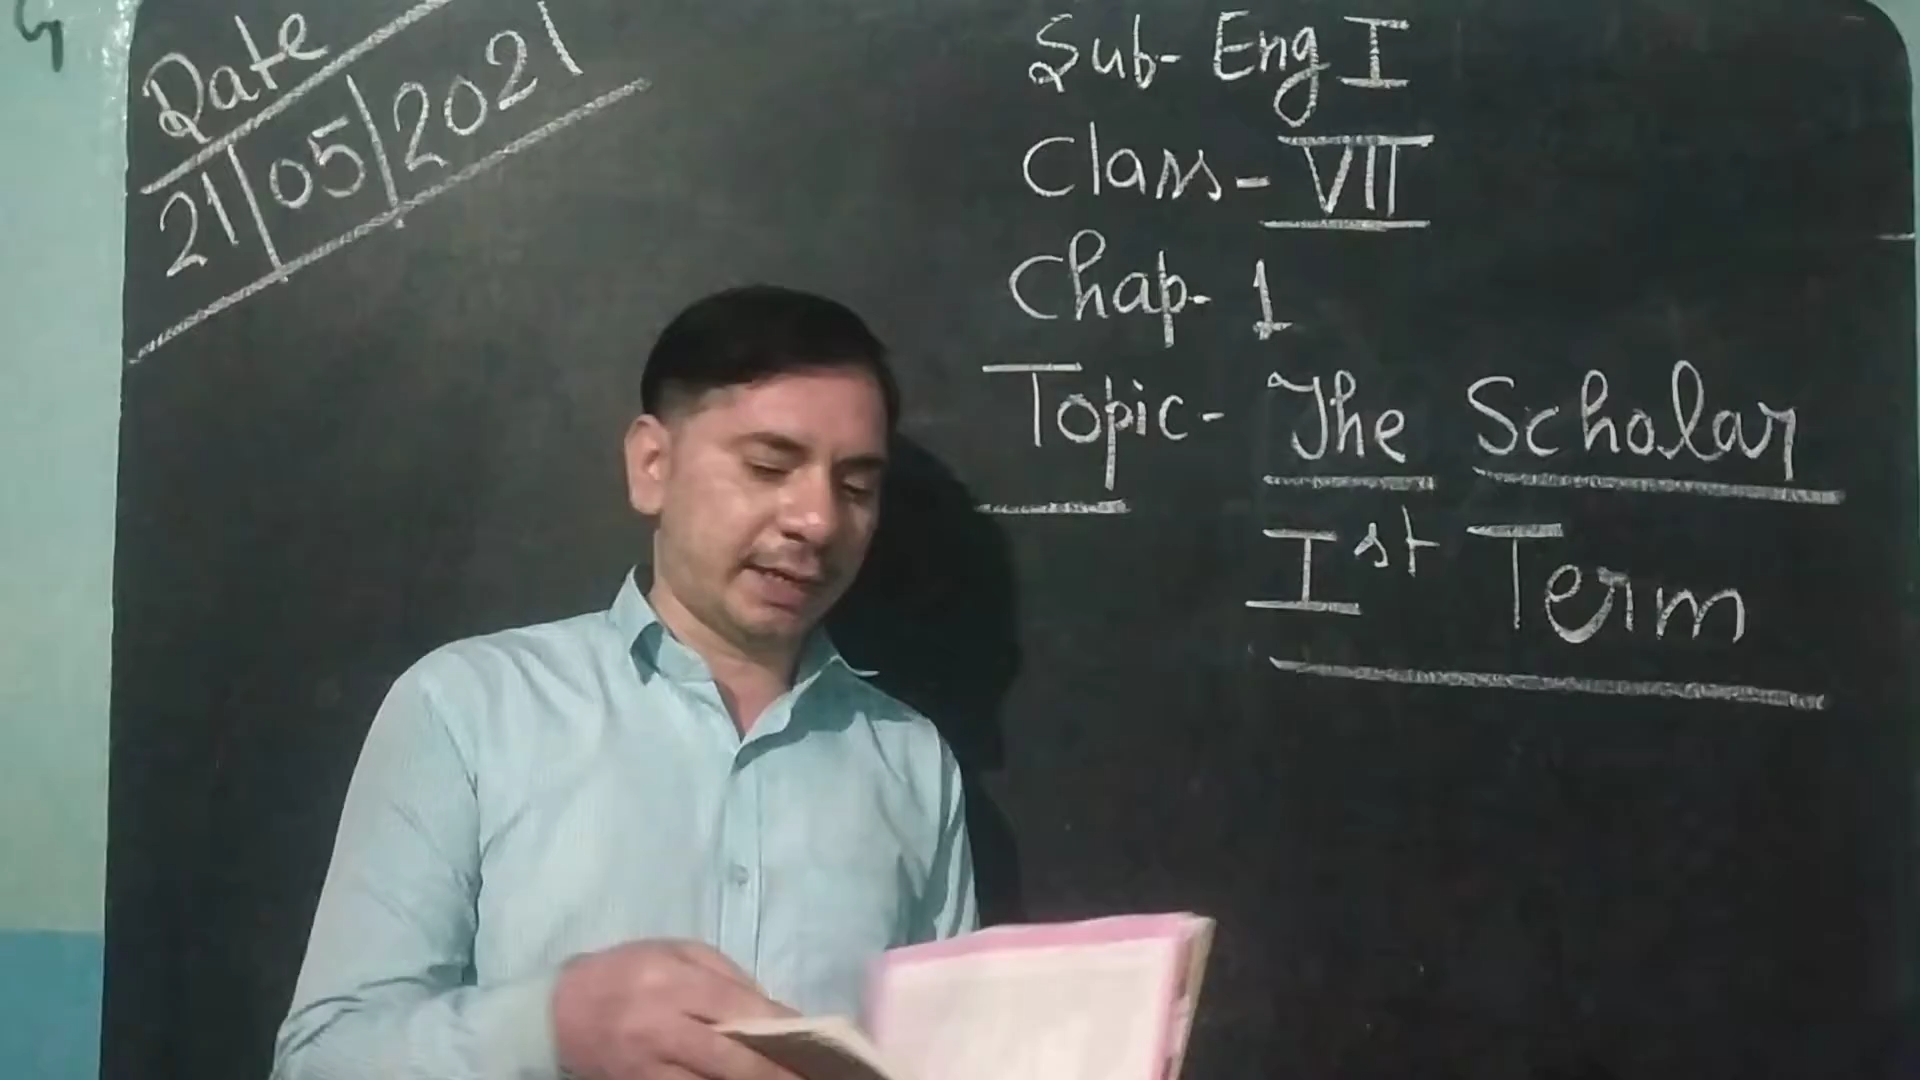 Date
21/05/2021
Sub- Eng I
Class- VII
Chap- 1
Topic- The Scholar
Ist Term